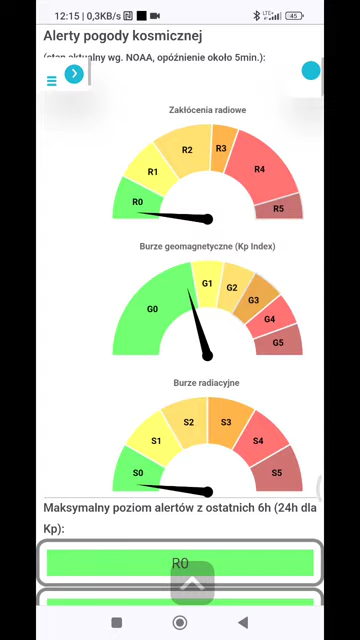 12:15 | 0,3KB/s
LTE+
45
Alerty pogody kosmicznej
(stan aktualny wg. NOAA, opóźnienie około 5min.):
Zakłócenia radiowe
R0
R1
R2
R3
R4
R5
Burze geomagnetyczne (Kp Index)
G0
G1
G2
G3
G4
G5
Burze radiacyjne
S0
S1
S2
S3
S4
S5
Maksymalny poziom alertów z ostatnich 6h (24h dla
Kp):
R0